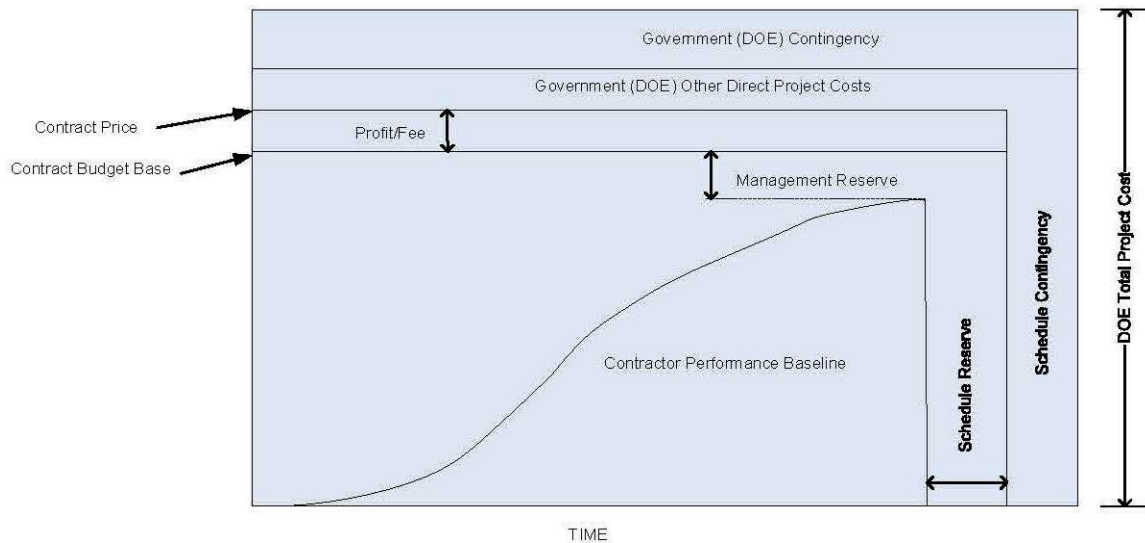 Government (DOE) Contingency
Government (DOE) Other Direct Project Costs
Contract Price
Profit/Fee
Contract Budget Base
Management Reserve
Contractor Performance Baseline
Schedule Reserve
Schedule Contingency
DOE Total Project Cost
TIME